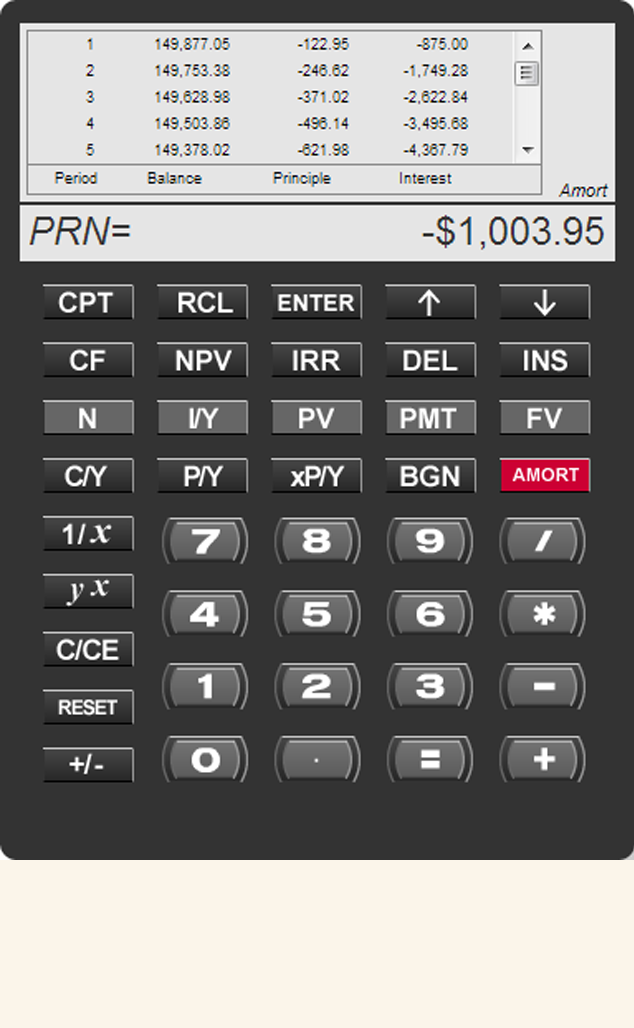 1 149,877.05 -122.95 -875.00
2 149,753.38 -246.62 -1,749.28
3 149,628.98 -371.02 -2,622.84
4 149,503.86 -496.14 -3,495.68
5 149,378.02 -621.98 -4,367.79
Period Balance Principle Interest
Amort
PRN= -$1,003.95
CPT RCL ENTER ↑ ↓
CF NPV IRR DEL INS
N I/Y PV PMT FV
C/Y P/Y xP/Y BGN AMORT
1/x 7 8 9 /
y x
4 5 6 *
C/CE
1 2 3 -
RESET
+/- 0 . = +